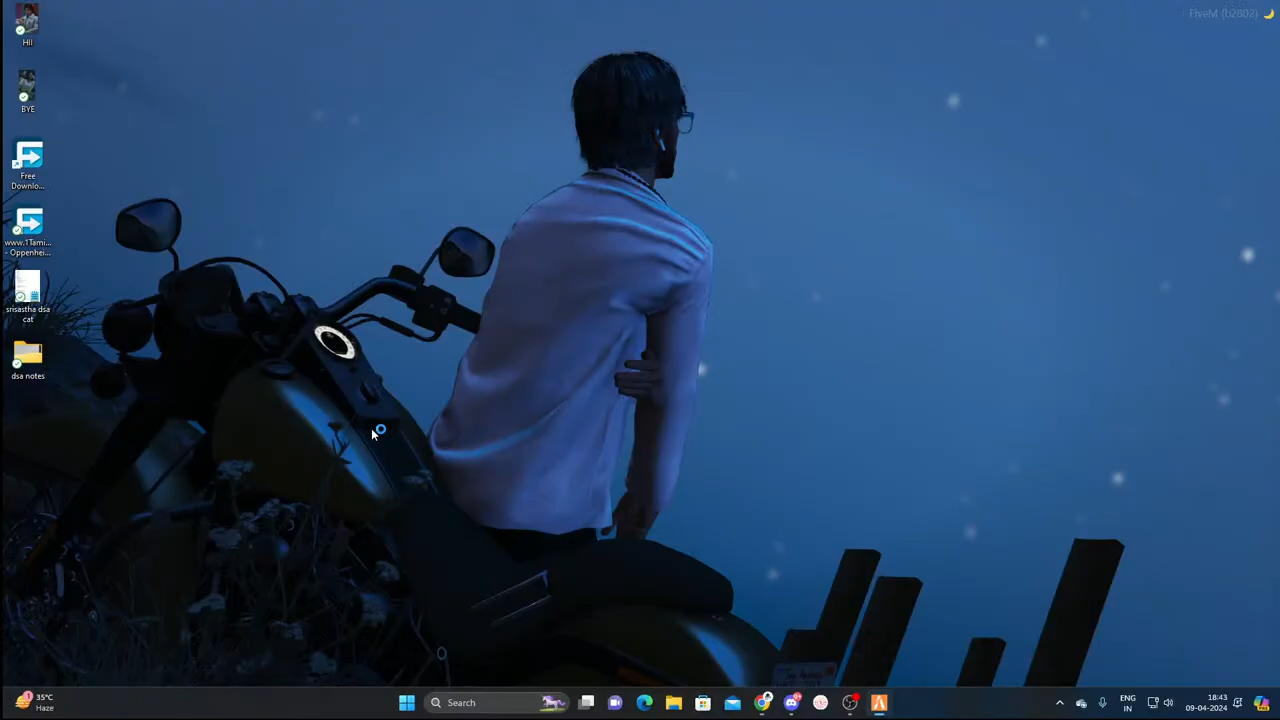 FiveM (b2802)
HII
BYE
Free
Downlo...
www.1Tami...
- Oppenhei...
srisastha dsa
cat
dsa notes
35°C
Haze
Search
ENG
IN
18:43
09-04-2024